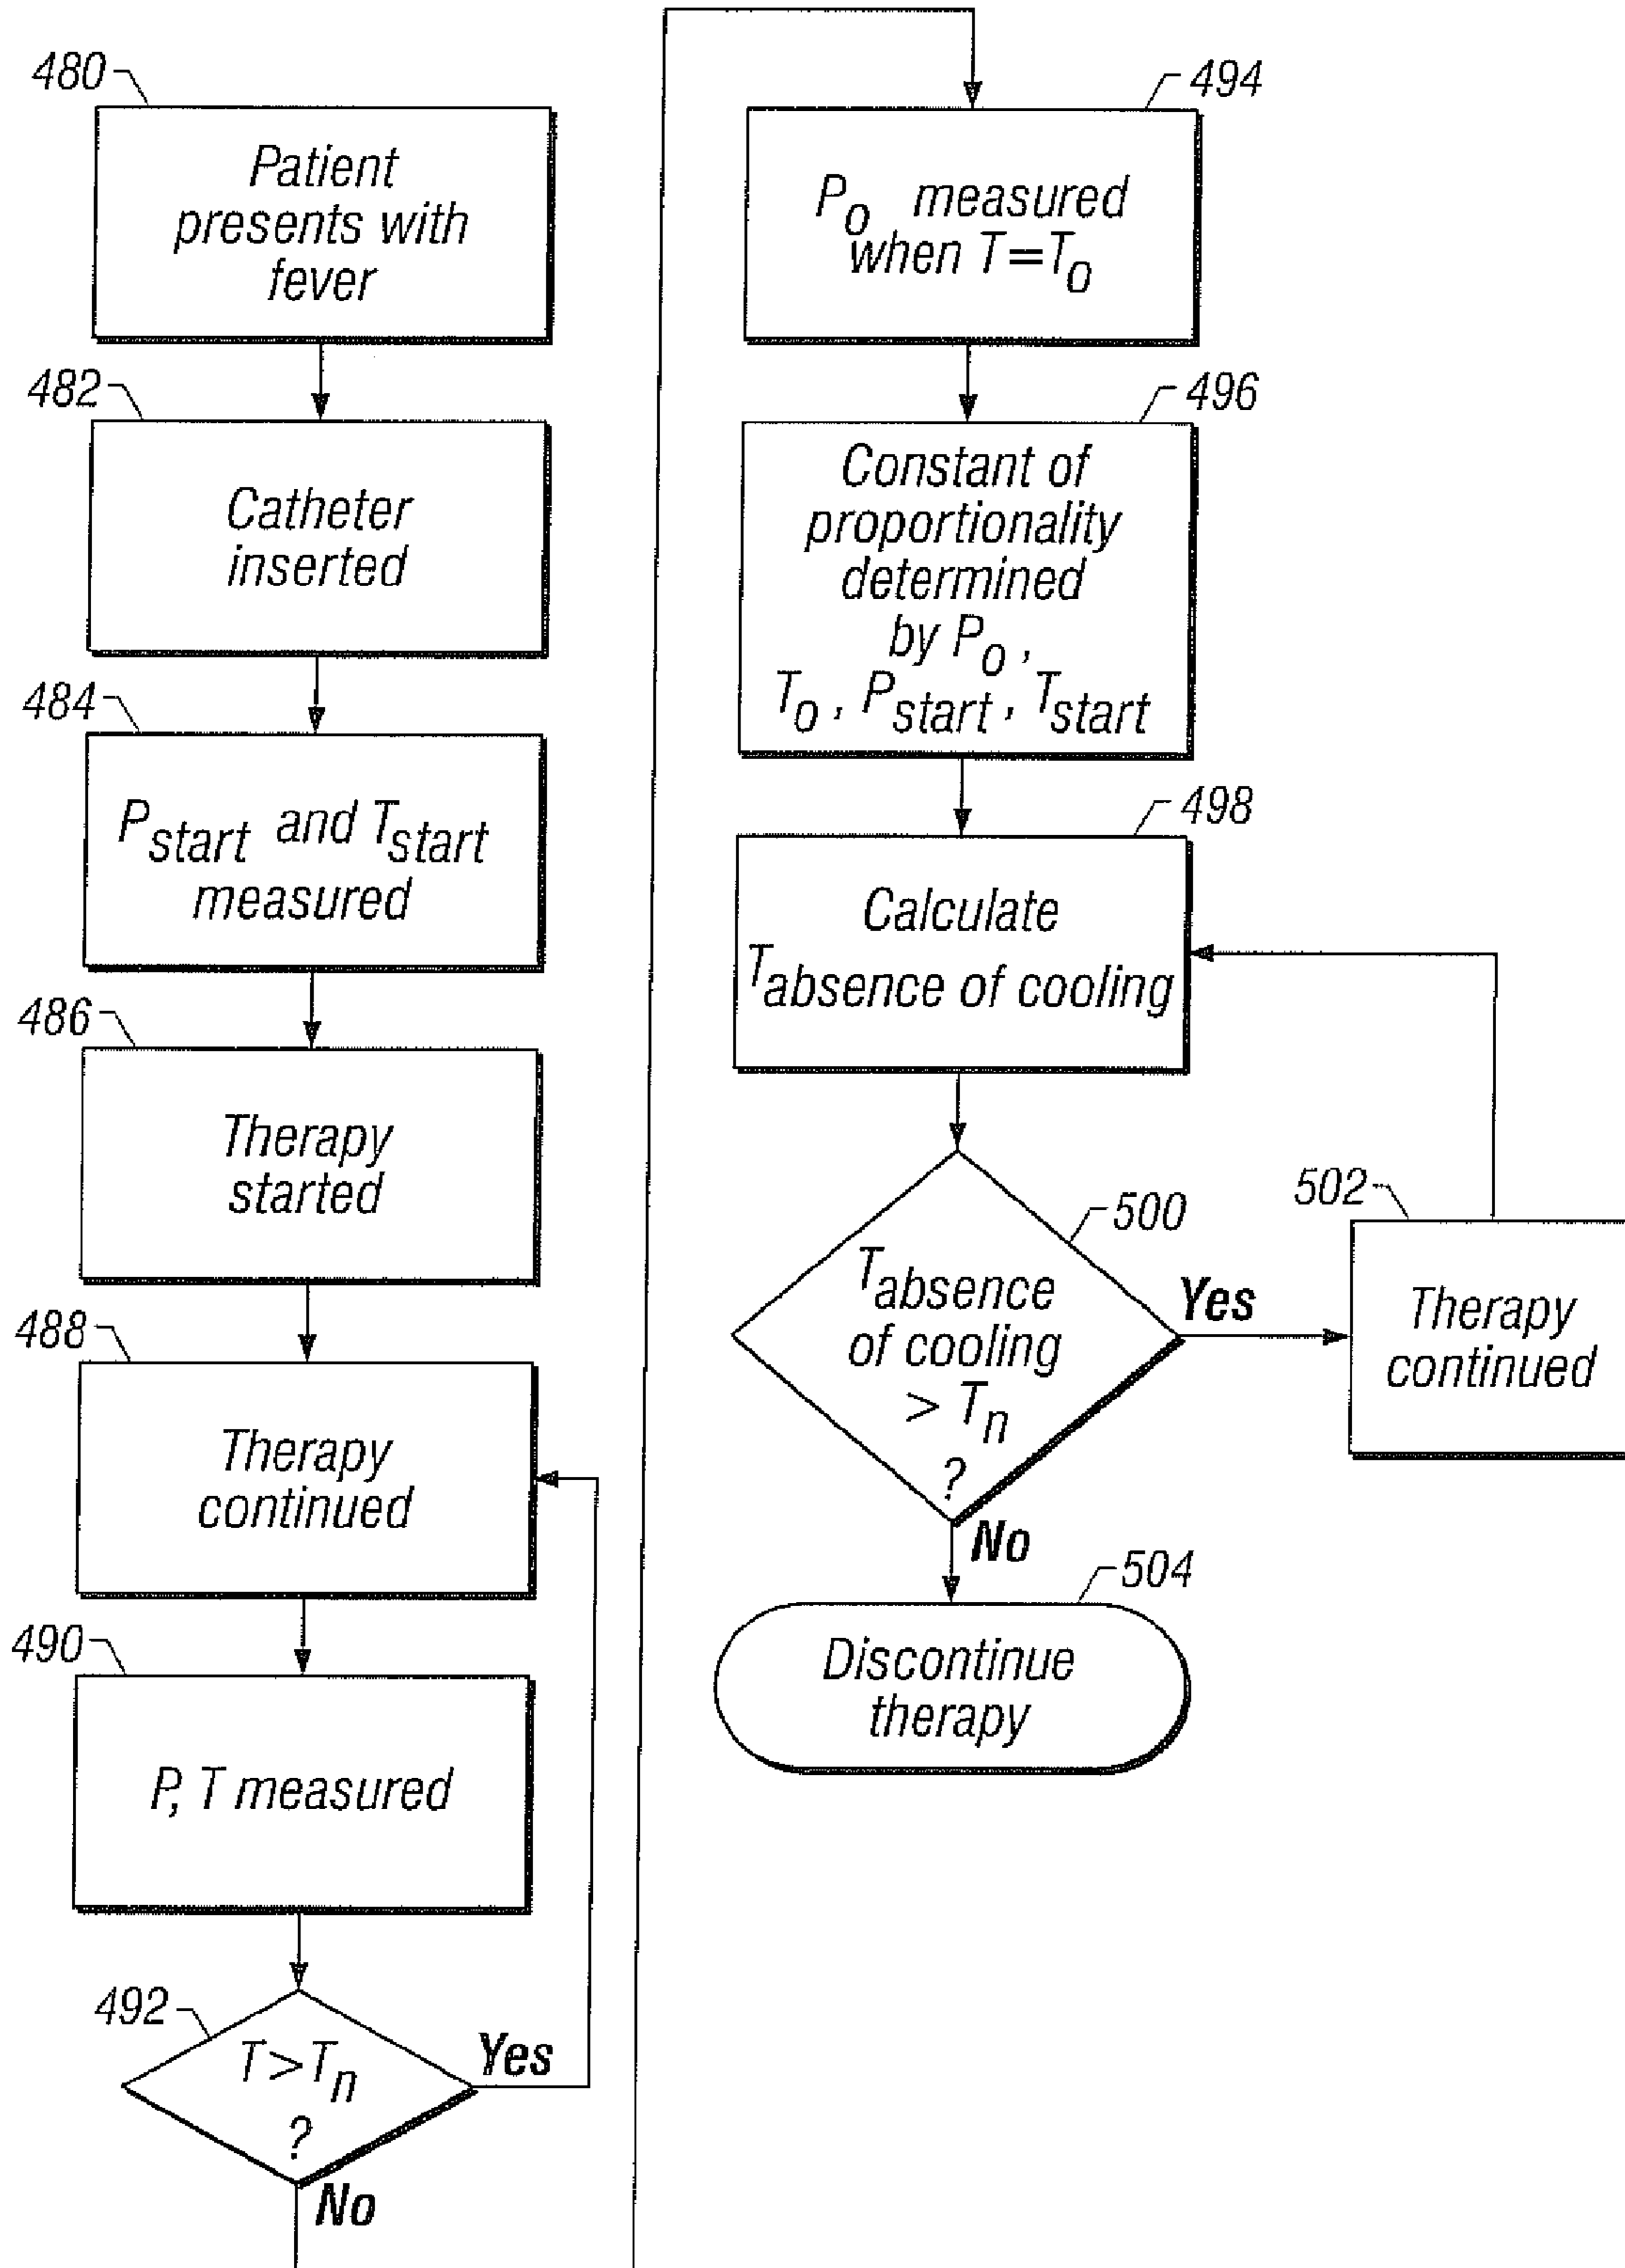 480
Patient
presents with
fever
482
Catheter
inserted
484
Pstart and Tstart
measured
486
Therapy
started
488
Therapy
continued
490
P, T measured
492
T>Tn
?
Yes
No
494
Po measured
when T=To
496
Constant of
proportionality
determined
by Po,
To, Pstart, Tstart
498
Calculate
Tabsence of cooling
500
Tabsence
of cooling
> Tn
?
Yes
No
502
Therapy
continued
504
Discontinue
therapy